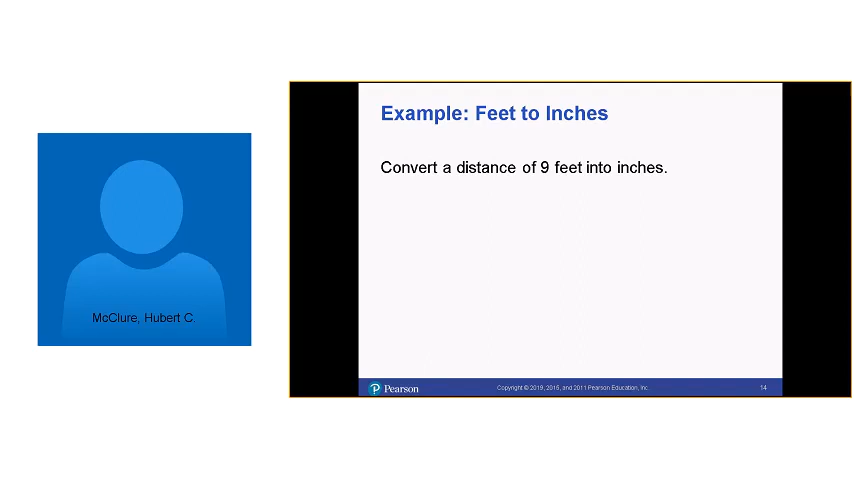 Example: Feet to Inches
Convert a distance of 9 feet into inches.
McClure, Hubert C.
Pearson
Copyright © 2019, 2015, and 2011 Pearson Education, Inc.
14